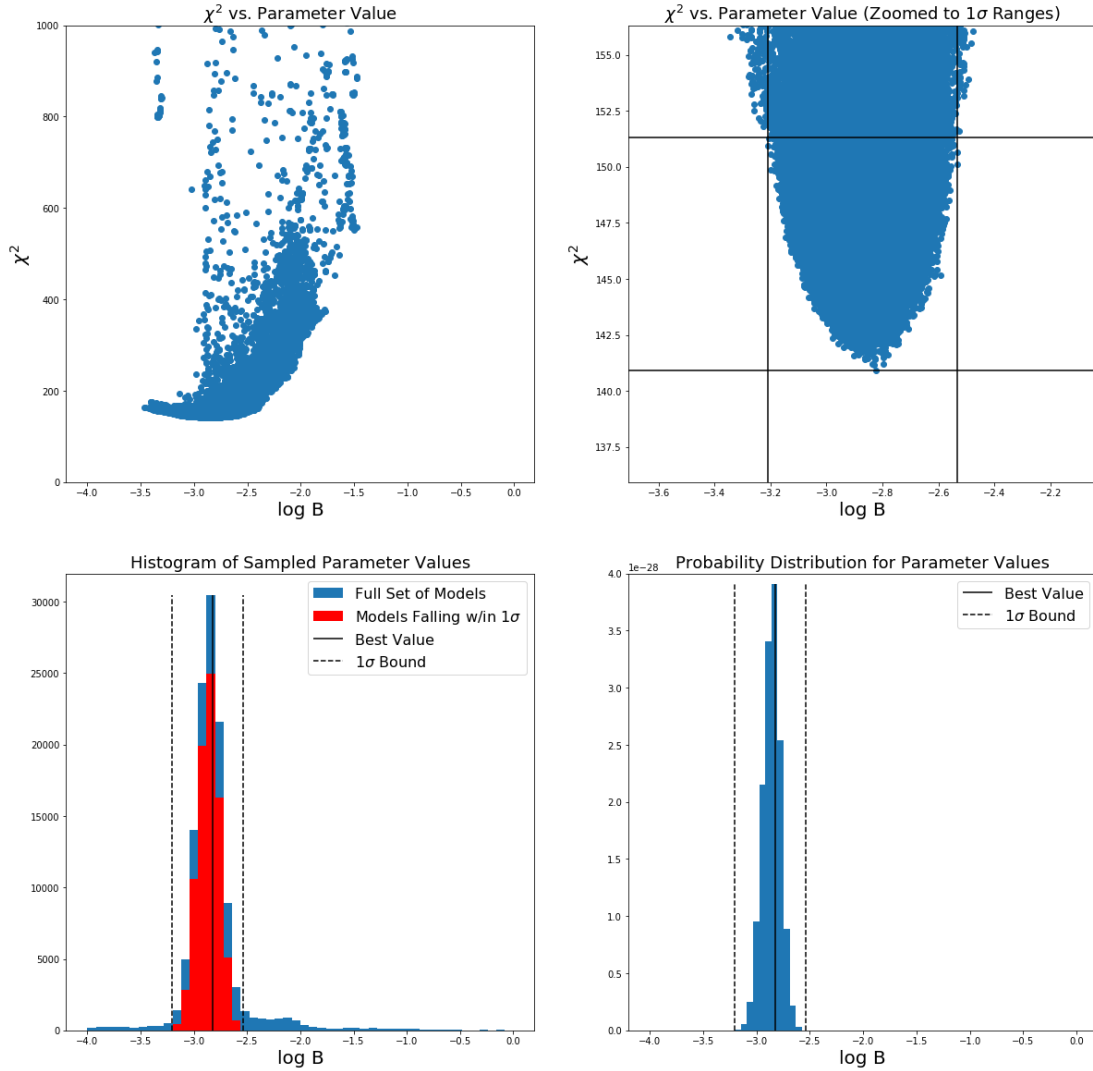 χ² vs. Parameter Value
1000
800
600
400
200
0
χ²
−4.0 −3.5 −3.0 −2.5 −2.0 −1.5 −1.0 −0.5 0.0
log B
χ² vs. Parameter Value (Zoomed to 1σ Ranges)
155.0
152.5
150.0
147.5
145.0
142.5
140.0
137.5
χ²
−3.6 −3.4 −3.2 −3.0 −2.8 −2.6 −2.4 −2.2
log B
Histogram of Sampled Parameter Values
Full Set of Models
Models Falling w/in 1σ
Best Value
1σ Bound
30000
25000
20000
15000
10000
5000
0
−4.0 −3.5 −3.0 −2.5 −2.0 −1.5 −1.0 −0.5 0.0
log B
Probability Distribution for Parameter Values
1e−28
Best Value
1σ Bound
4.0
3.5
3.0
2.5
2.0
1.5
1.0
0.5
0.0
−4.0 −3.5 −3.0 −2.5 −2.0 −1.5 −1.0 −0.5 0.0
log B